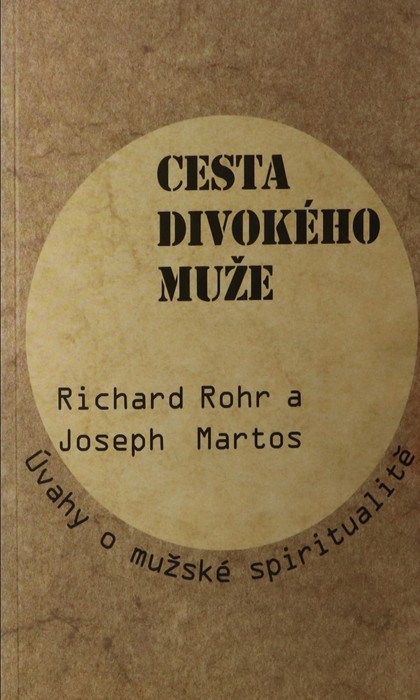 CESTA
DIVOKÉHO
MUŽE
Richard Rohr a
Joseph Martos
Úvahy o mužské spiritualitě